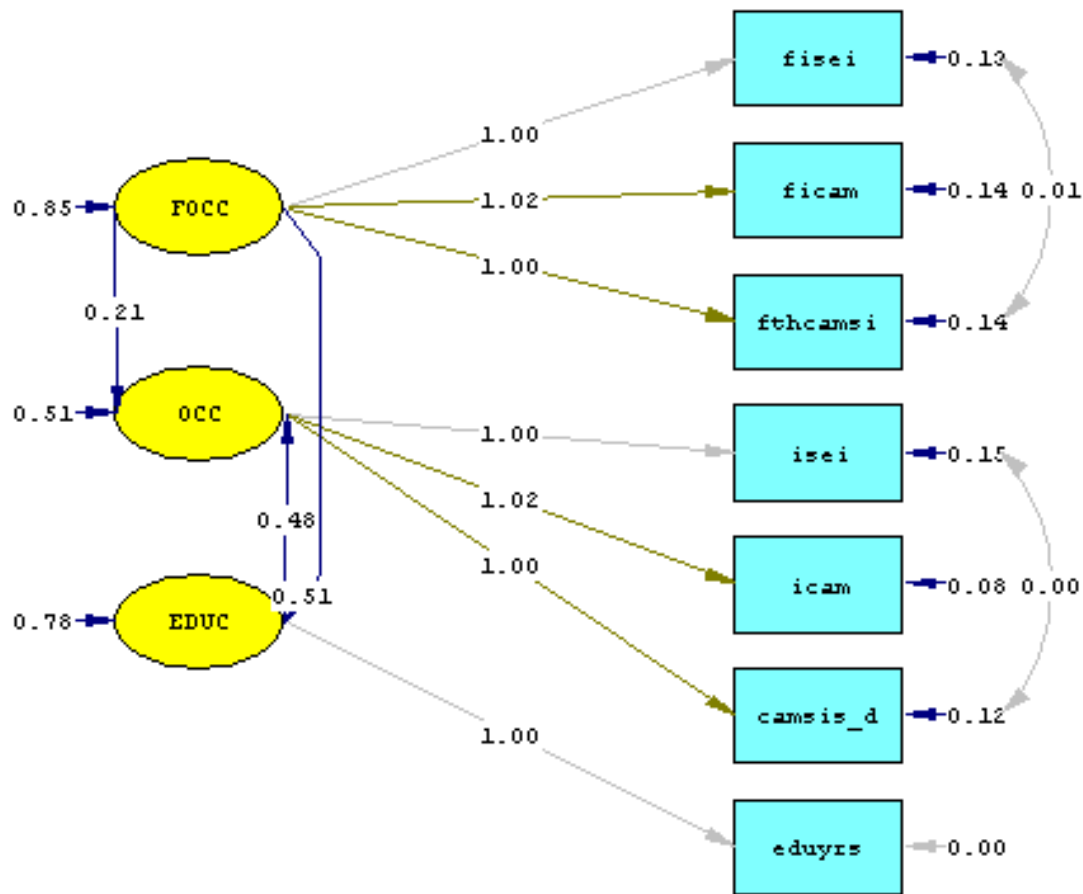 fisei
0.13
1.00
ficam
0.14 0.01
0.85
FOCC
1.02
1.00
fthcamsi
0.14
0.21
0.51
OCC
1.00
isei
0.15
1.02
0.48
1.00
icam
0.08 0.00
0.51
0.78
EDUC
camsis_d
0.12
1.00
eduyrs
0.00